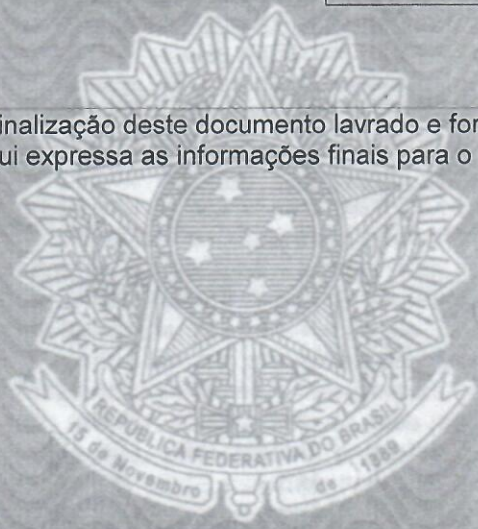 inalização deste documento lavrado e for
ui expressa as informações finais para o
REPÚBLICA FEDERATIVA DO BRASIL
15 de Novembro de 1889